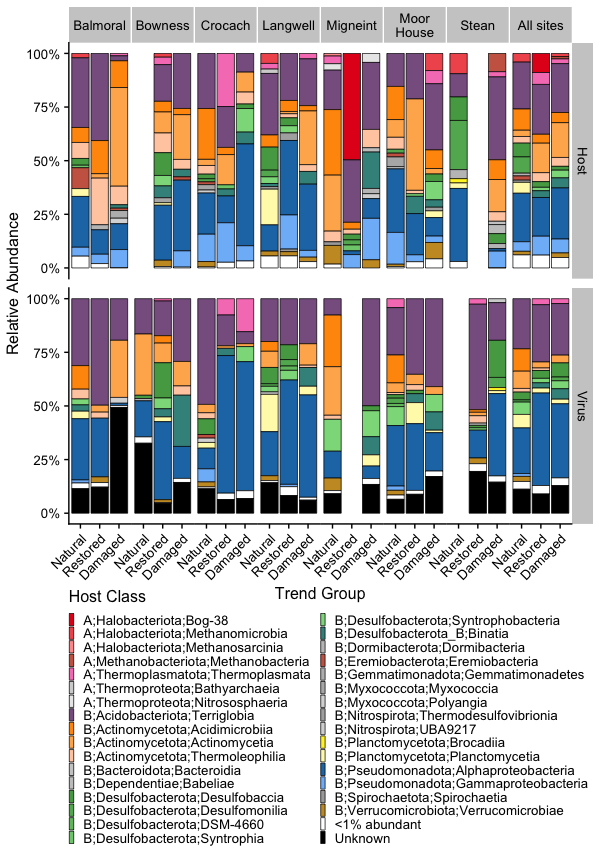 Balmoral Bowness Crocach Langwell Migneint Moor House Stean All sites
100%
75%
50%
25%
0%
Host
100%
75%
50%
25%
0%
Virus
Relative Abundance
Natural Restored Damaged Natural Restored Damaged Natural Restored Damaged Natural Restored Damaged Natural Restored Damaged Natural Restored Damaged Natural Restored Damaged Natural Restored Damaged
Trend Group
Host Class
A;Halobacteriota;Bog-38
A;Halobacteriota;Methanomicrobia
A;Halobacteriota;Methanosarcinia
A;Methanobacteriota;Methanobacteria
A;Thermoplasmatota;Thermoplasmata
A;Thermoproteota;Bathyarchaeia
A;Thermoproteota;Nitrososphaeria
B;Acidobacteriota;Terriglobia
B;Actinomycetota;Acidimicrobiia
B;Actinomycetota;Actinomycetia
B;Actinomycetota;Thermoleophilia
B;Bacteroidota;Bacteroidia
B;Dependentiae;Babeliae
B;Desulfobacterota;Desulfobaccia
B;Desulfobacterota;Desulfomonilia
B;Desulfobacterota;DSM-4660
B;Desulfobacterota;Syntrophia
B;Desulfobacterota;Syntrophobacteria
B;Desulfobacterota_B;Binatia
B;Dormibacterota;Dormibacteria
B;Eremiobacterota;Eremiobacteria
B;Gemmatimonadota;Gemmatimonadetes
B;Myxococcota;Myxococcia
B;Myxococcota;Polyangia
B;Nitrospirota;Thermodesulfovibrionia
B;Nitrospirota;UBA9217
B;Planctomycetota;Brocadiia
B;Planctomycetota;Planctomycetia
B;Pseudomonadota;Alphaproteobacteria
B;Pseudomonadota;Gammaproteobacteria
B;Spirochaetota;Spirochaetia
B;Verrucomicrobiota;Verrucomicrobiae
<1% abundant
Unknown